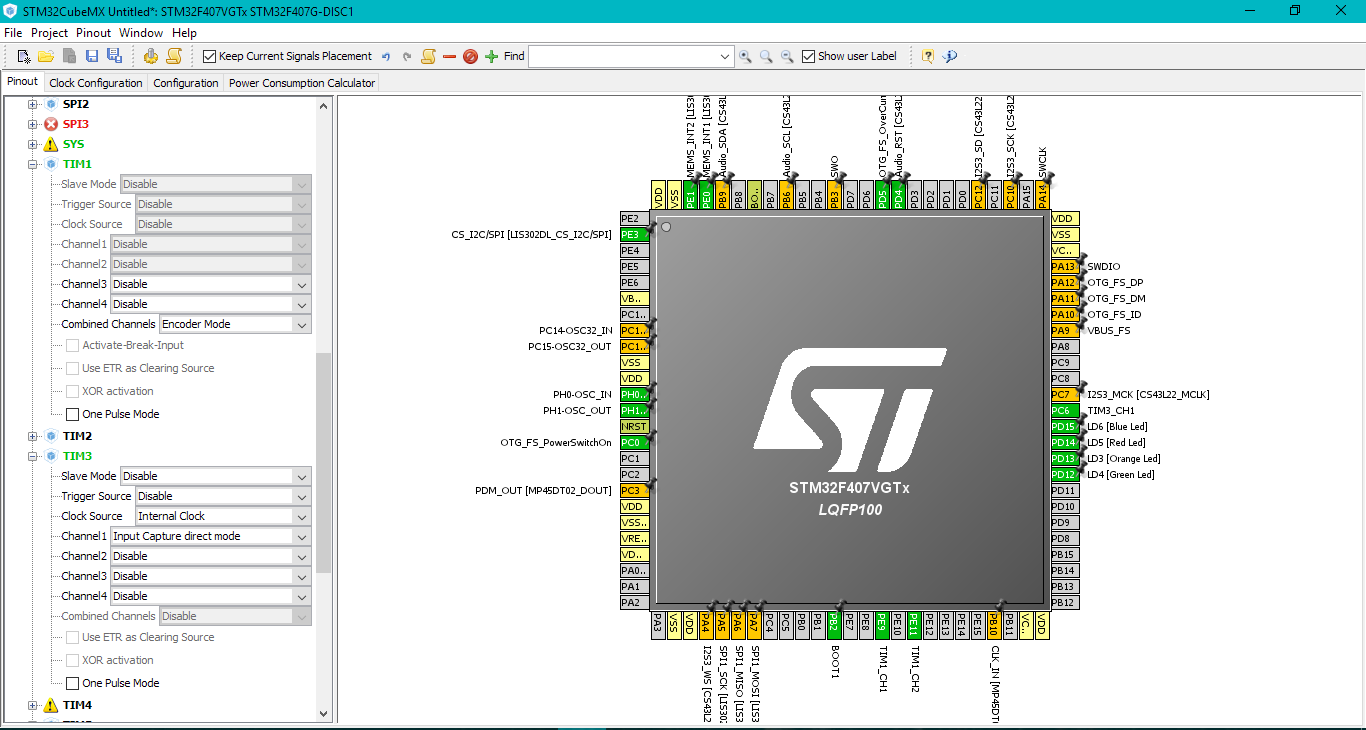 STM32CubeMX Untitled*: STM32F407VGTx STM32F407G-DISC1
File Project Pinout Window Help
Keep Current Signals Placement Find Show user Label
Pinout Clock Configuration Configuration Power Consumption Calculator
SPI2
SPI3
SYS
TIM1
Slave Mode Disable
Trigger Source Disable
Clock Source Disable
Channel1 Disable
Channel2 Disable
Channel3 Disable
Channel4 Disable
Combined Channels Encoder Mode
Activate-Break-Input
Use ETR as Clearing Source
XOR activation
One Pulse Mode
TIM2
TIM3
Slave Mode Disable
Trigger Source Disable
Clock Source Internal Clock
Channel1 Input Capture direct mode
Channel2 Disable
Channel3 Disable
Channel4 Disable
Combined Channels Disable
Use ETR as Clearing Source
XOR activation
One Pulse Mode
TIM4
MEMS_INT2 [LIS30
MEMS_INT1 [LIS30
Audio_SDA [CS43L
Audio_SCL [CS43L2
SWO
OTG_FS_OverCurr
Audio_RST [CS43L
I2S3_SD [CS43L22
I2S3_SCK [CS43L2
SWCLK
VDD
VSS
PE1
PE0
PB9
PB8
BO..
PB7
PB6
PB5
PB4
PB3
PD7
PD6
PD5
PD4
PD3
PD2
PD1
PD0
PC12
PC11
PC10
PA15
PA14
PE2
CS_I2C/SPI [LIS302DL_CS_I2C/SPI] PE3
PE4
PE5
PE6
VB..
PC1..
PC14-OSC32_IN PC1..
PC15-OSC32_OUT PC1..
VSS
VDD
PH0-OSC_IN PH0..
PH1-OSC_OUT PH1..
NRST
OTG_FS_PowerSwitchOn PC0
PC1
PC2
PDM_OUT [MP45DT02_DOUT] PC3
VDD
VSS..
VRE..
VD..
PA0..
PA1
PA2
STM32F407VGTx
LQFP100
VDD
VSS
VC..
PA13 SWDIO
PA12 OTG_FS_DP
PA11 OTG_FS_DM
PA10 OTG_FS_ID
PA9 VBUS_FS
PA8
PC9
PC8
PC7 I2S3_MCK [CS43L22_MCLK]
PC6 TIM3_CH1
PD15 LD6 [Blue Led]
PD14 LD5 [Red Led]
PD13 LD3 [Orange Led]
PD12 LD4 [Green Led]
PD11
PD10
PD9
PD8
PB15
PB14
PB13
PB12
PA3
VSS
VDD
PA4
PA5
PA6
PA7
PC4
PC5
PB0
PB1
PB2
PE7
PE8
PE9
PE10
PE11
PE12
PE13
PE14
PE15
PB10
PB11
VC..
VDD
I2S3_WS [CS43L2
SPI1_SCK [LIS302
SPI1_MISO [LIS3
SPI1_MOSI [LIS3
BOOT1
TIM1_CH1
TIM1_CH2
CLK_IN [MP45DT